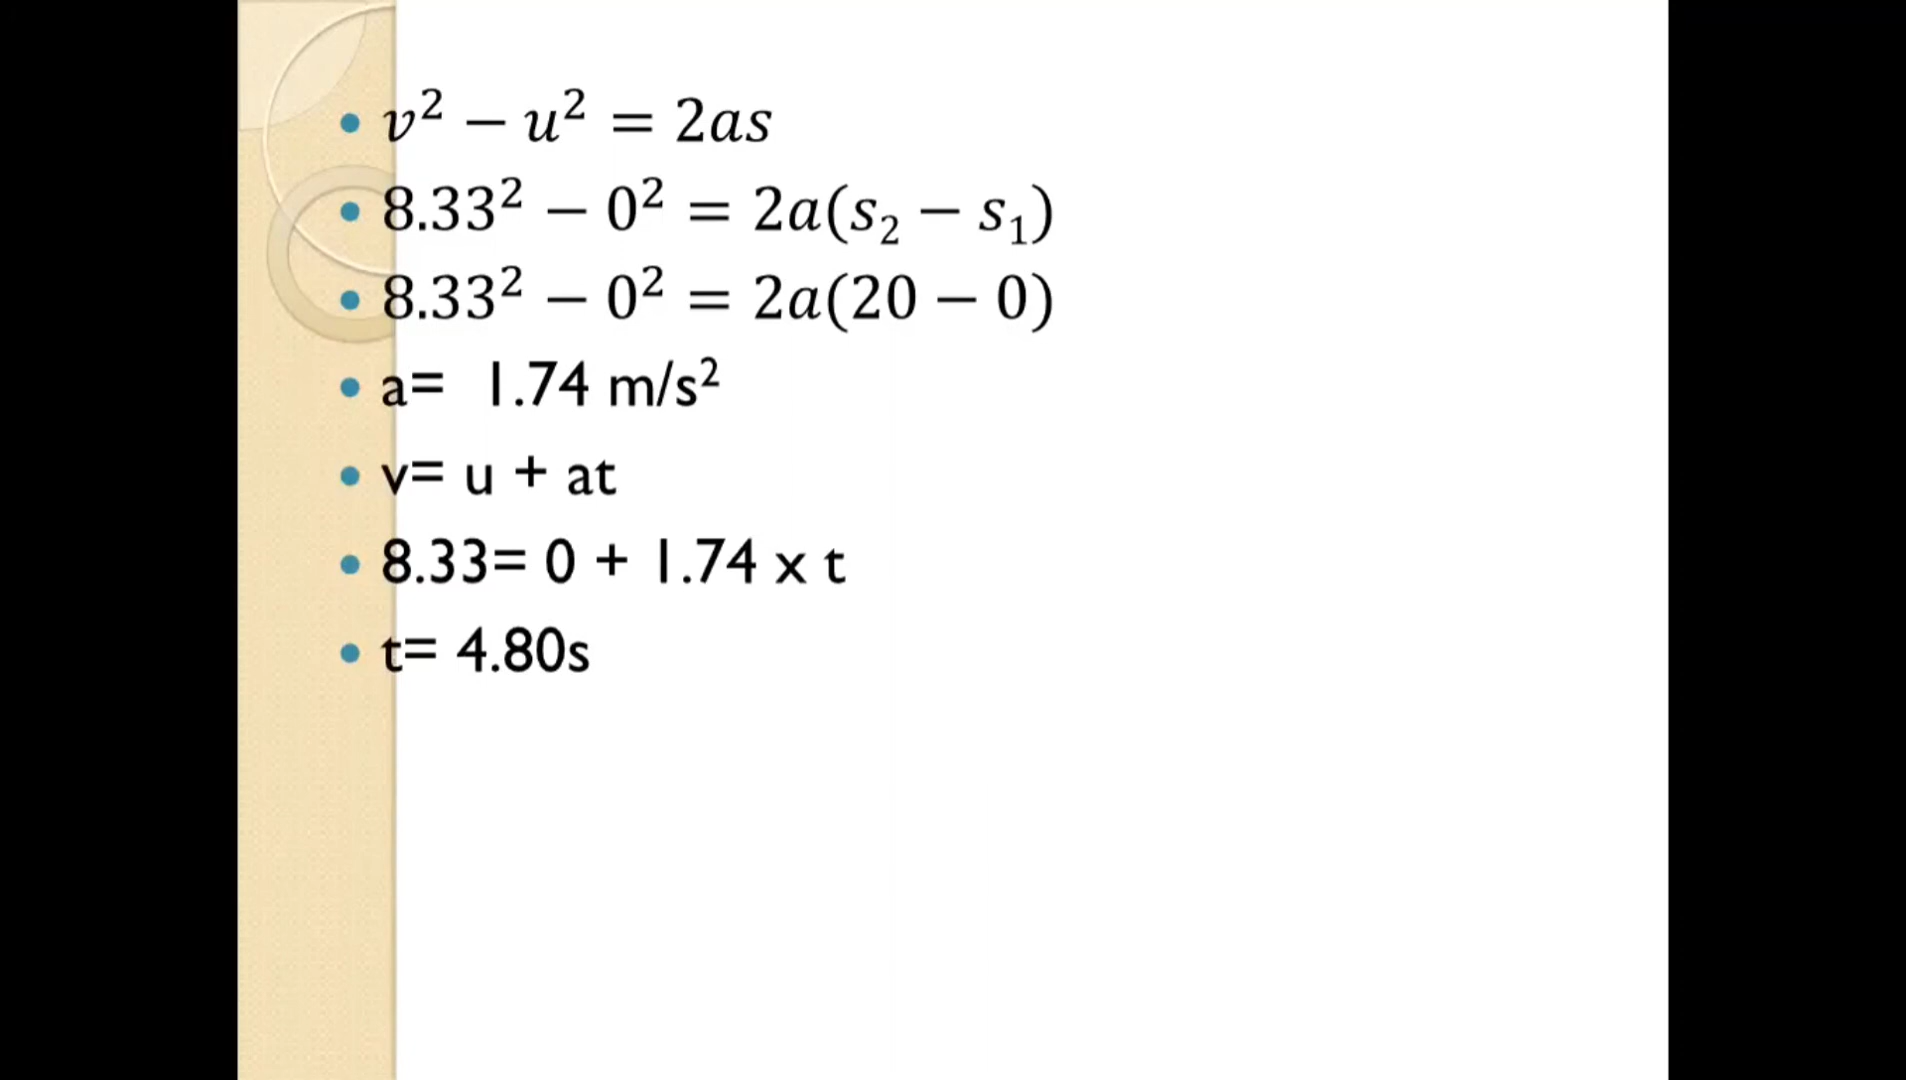 • v² − u² = 2as
• 8.33² − 0² = 2a(s₂ − s₁)
• 8.33² − 0² = 2a(20 − 0)
• a= 1.74 m/s²
• v= u + at
• 8.33= 0 + 1.74 x t
• t= 4.80s